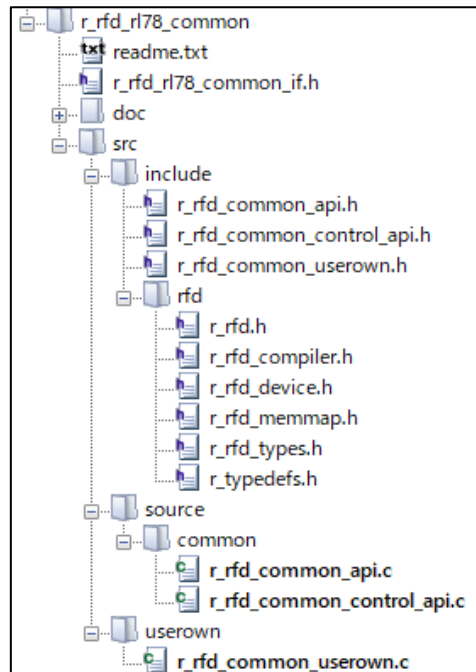 r_rfd_rl78_common
txt readme.txt
h r_rfd_rl78_common_if.h
doc
src
include
h r_rfd_common_api.h
h r_rfd_common_control_api.h
h r_rfd_common_userown.h
rfd
h r_rfd.h
h r_rfd_compiler.h
h r_rfd_device.h
h r_rfd_memmap.h
h r_rfd_types.h
h r_typedefs.h
source
common
c r_rfd_common_api.c
c r_rfd_common_control_api.c
userown
c r_rfd_common_userown.c